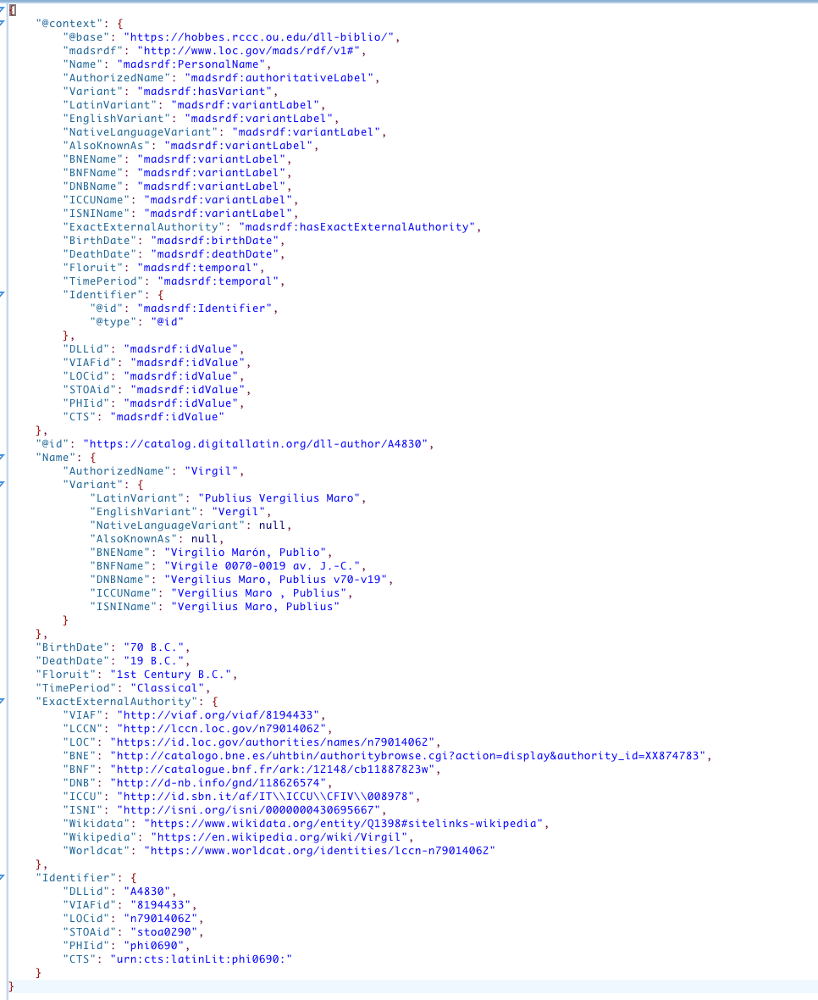 {
    "@context": {
        "@base": "https://hobbes.rccc.ou.edu/dll-biblio/",
        "madsrdf": "http://www.loc.gov/mads/rdf/v1#",
        "Name": "madsrdf:PersonalName",
        "AuthorizedName": "madsrdf:authoritativeLabel",
        "Variant": "madsrdf:hasVariant",
        "LatinVariant": "madsrdf:variantLabel",
        "EnglishVariant": "madsrdf:variantLabel",
        "NativeLanguageVariant": "madsrdf:variantLabel",
        "AlsoKnownAs": "madsrdf:variantLabel",
        "BNEName": "madsrdf:variantLabel",
        "BNFName": "madsrdf:variantLabel",
        "DNBName": "madsrdf:variantLabel",
        "ICCUName": "madsrdf:variantLabel",
        "ISNIName": "madsrdf:variantLabel",
        "ExactExternalAuthority": "madsrdf:hasExactExternalAuthority",
        "BirthDate": "madsrdf:birthDate",
        "DeathDate": "madsrdf:deathDate",
        "Floruit": "madsrdf:temporal",
        "TimePeriod": "madsrdf:temporal",
        "Identifier": {
            "@id": "madsrdf:Identifier",
            "@type": "@id"
        },
        "DLLid": "madsrdf:idValue",
        "VIAFid": "madsrdf:idValue",
        "LOCid": "madsrdf:idValue",
        "STOAid": "madsrdf:idValue",
        "PHIid": "madsrdf:idValue",
        "CTS": "madsrdf:idValue"
    },
    "@id": "https://catalog.digitallatin.org/dll-author/A4830",
    "Name": {
        "AuthorizedName": "Virgil",
        "Variant": {
            "LatinVariant": "Publius Vergilius Maro",
            "EnglishVariant": "Vergil",
            "NativeLanguageVariant": null,
            "AlsoKnownAs": null,
            "BNEName": "Virgilio Marón, Publio",
            "BNFName": "Virgile 0070-0019 av. J.-C.",
            "DNBName": "Vergilius Maro, Publius v70-v19",
            "ICCUName": "Vergilius Maro , Publius",
            "ISNIName": "Vergilius Maro, Publius"
        }
    },
    "BirthDate": "70 B.C.",
    "DeathDate": "19 B.C.",
    "Floruit": "1st Century B.C.",
    "TimePeriod": "Classical",
    "ExactExternalAuthority": {
        "VIAF": "http://viaf.org/viaf/8194433",
        "LCCN": "http://lccn.loc.gov/n79014062",
        "LOC": "https://id.loc.gov/authorities/names/n79014062",
        "BNE": "http://catalogo.bne.es/uhtbin/authoritybrowse.cgi?action=display&authority_id=XX874783",
        "BNF": "http://catalogue.bnf.fr/ark:/12148/cb11887823w",
        "DNB": "http://d-nb.info/gnd/118626574",
        "ICCU": "http://id.sbn.it/af/IT\\ICCU\\CFIV\\008978",
        "ISNI": "http://isni.org/isni/0000000430695667",
        "Wikidata": "https://www.wikidata.org/entity/Q1398#sitelinks-wikipedia",
        "Wikipedia": "https://en.wikipedia.org/wiki/Virgil",
        "Worldcat": "https://www.worldcat.org/identities/lccn-n79014062"
    },
    "Identifier": {
        "DLLid": "A4830",
        "VIAFid": "8194433",
        "LOCid": "n79014062",
        "STOAid": "stoa0290",
        "PHIid": "phi0690",
        "CTS": "urn:cts:latinLit:phi0690:"
    }
}